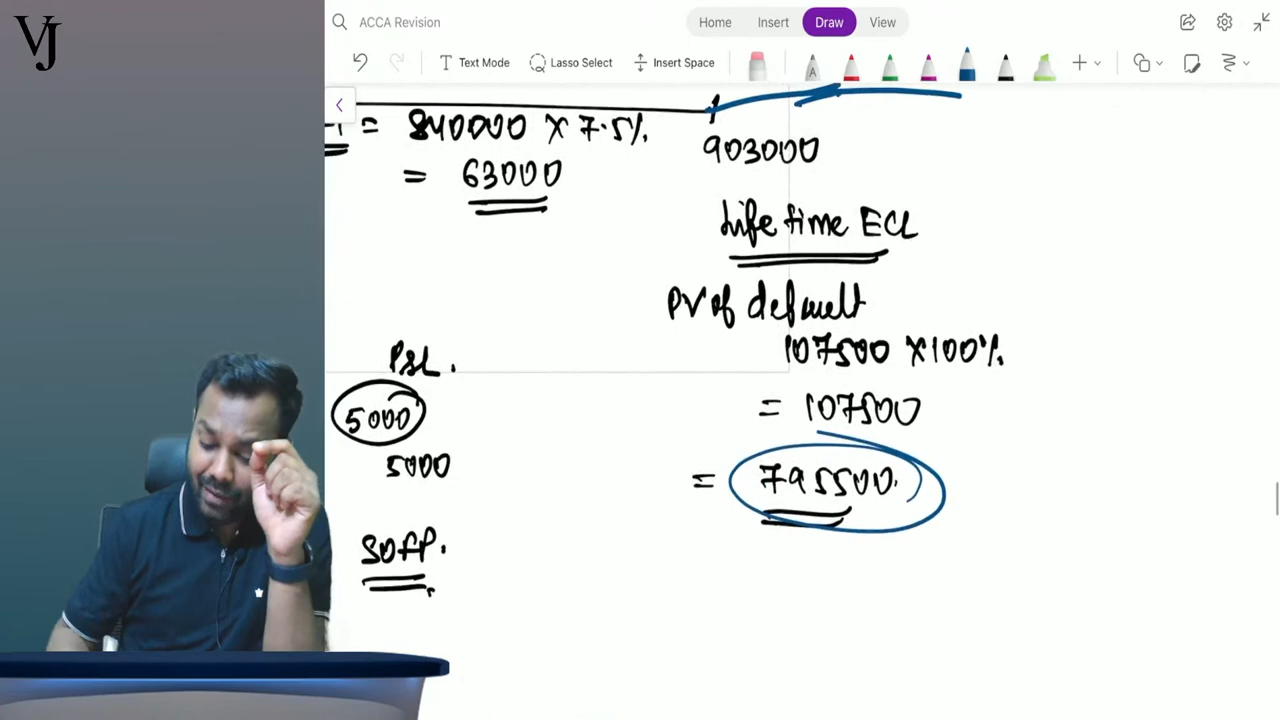 VJ
ACCA Revision
Home Insert Draw View
Text Mode Lasso Select Insert Space
= 840000 × 7.5%
903000
= 63000
Life time ECL
PV of default
107500 × 100%
P&L.
= 107500
5000
5000
= 795500.
SOFP.